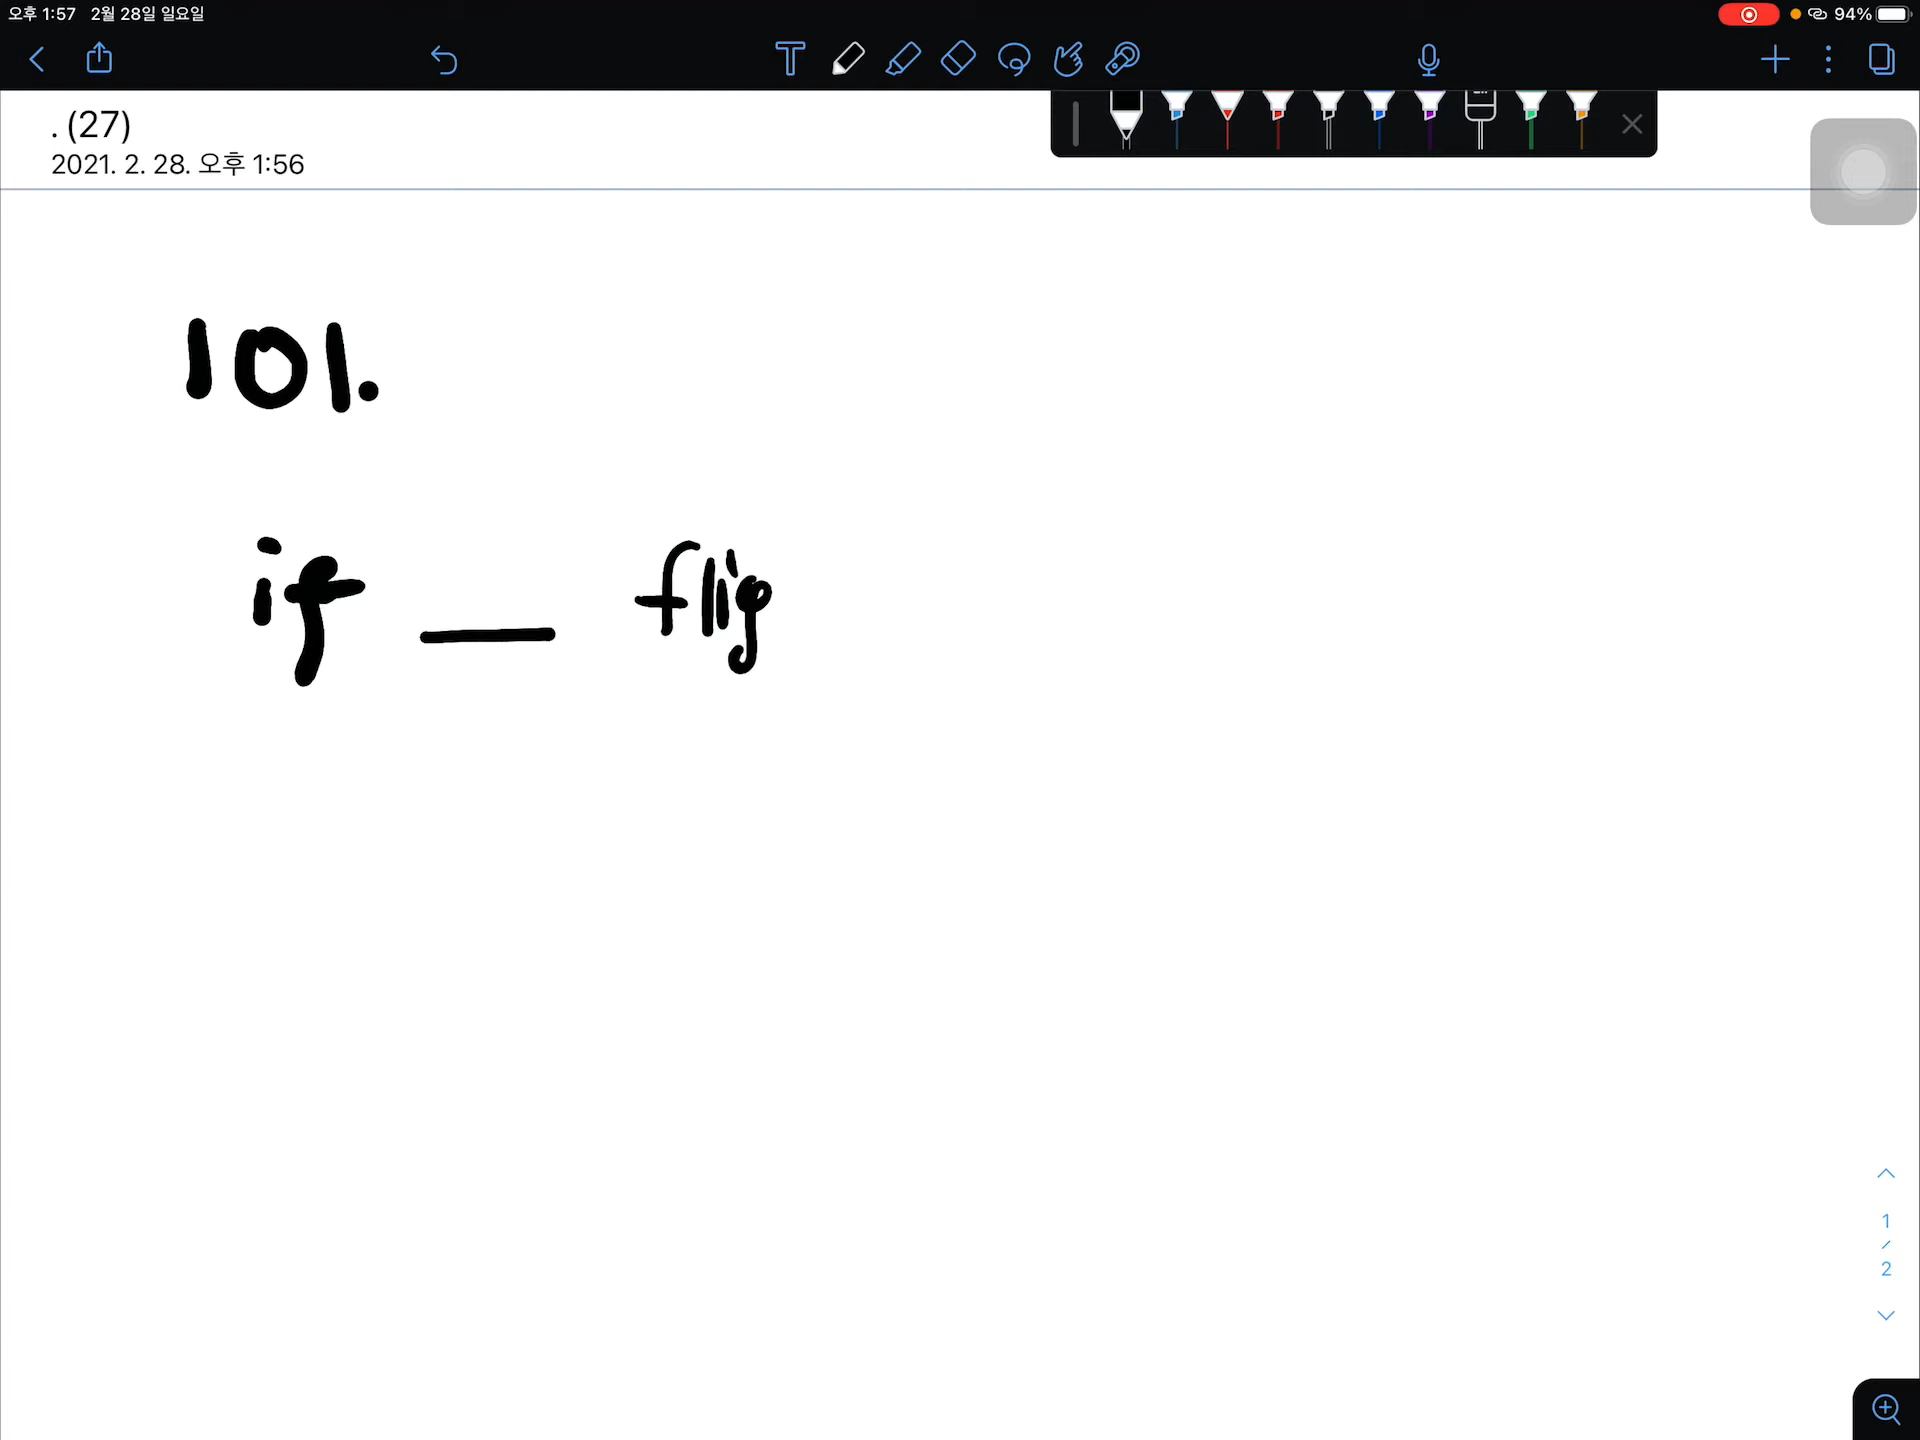 오후 1:57 2월 28일 일요일
94%
. (27)
2021. 2. 28. 오후 1:56
101.
if __ flig
1
/
2